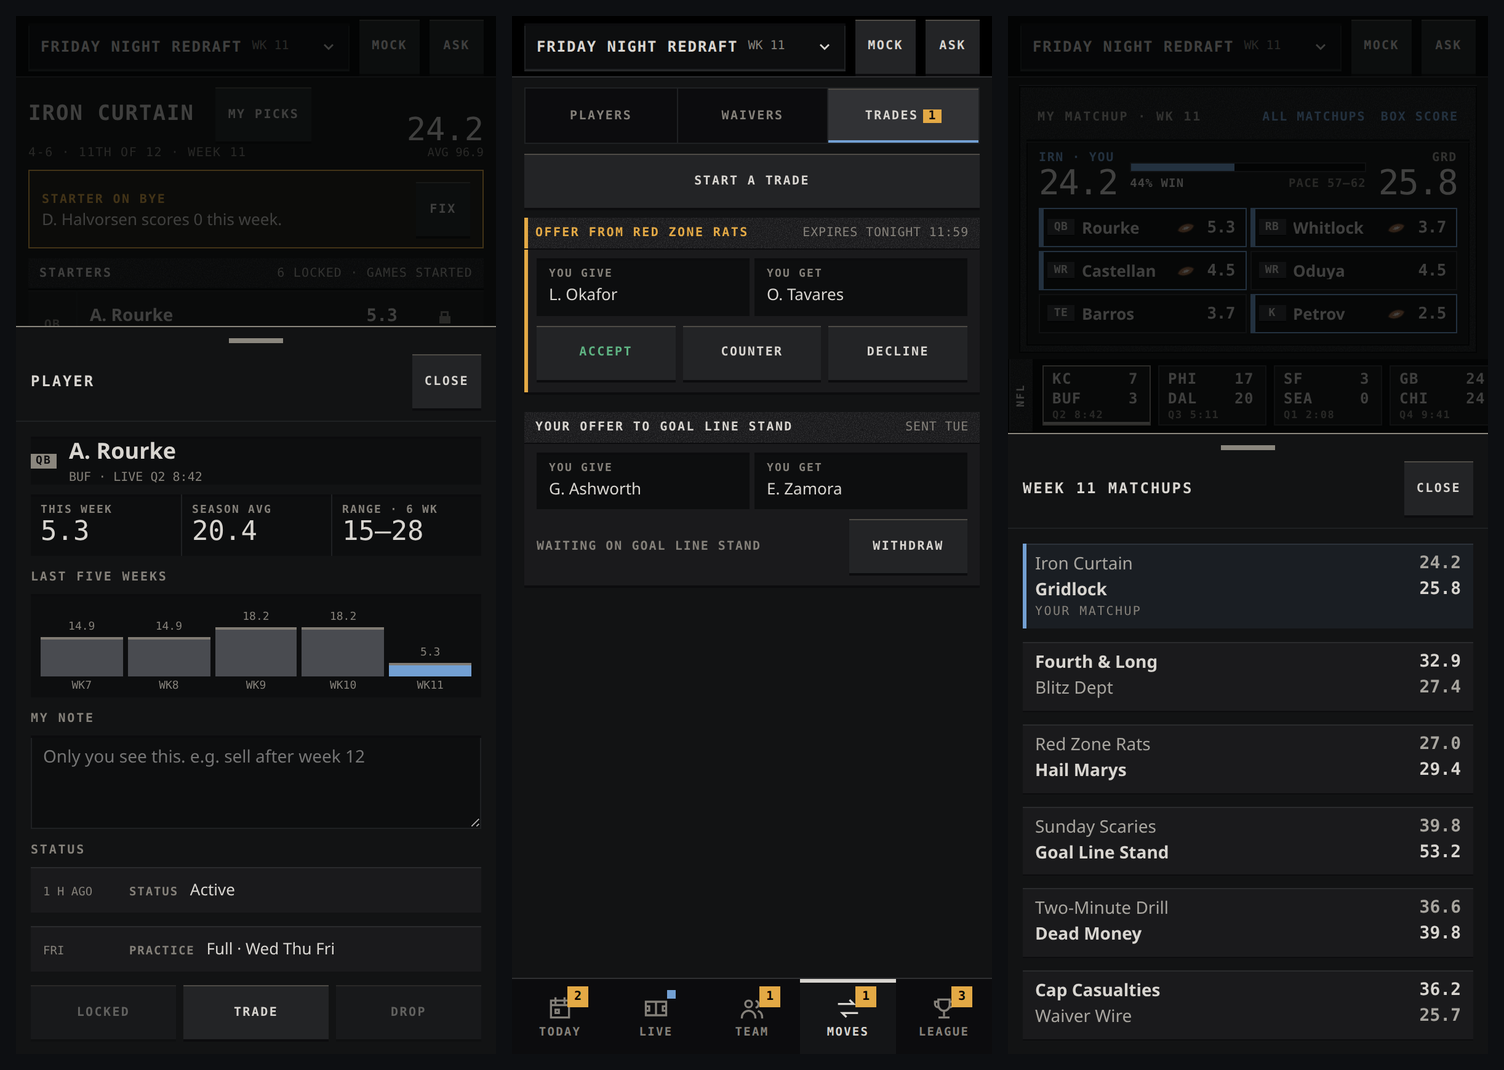 FRIDAY NIGHT REDRAFT WK 11
MOCK
ASK
IRON CURTAIN
MY PICKS
24.2
4-6 · 11TH OF 12 · WEEK 11
AVG 96.9
STARTER ON BYE
D. Halvorsen scores 0 this week.
FIX
STARTERS
6 LOCKED · GAMES STARTED
QB
A. Rourke
5.3
PLAYER
CLOSE
QB
A. Rourke
BUF · LIVE Q2 8:42
THIS WEEK
5.3
SEASON AVG
20.4
RANGE · 6 WK
15–28
LAST FIVE WEEKS
14.9
14.9
18.2
18.2
5.3
WK7
WK8
WK9
WK10
WK11
MY NOTE
Only you see this. e.g. sell after week 12
STATUS
1 H AGO
STATUS Active
FRI
PRACTICE Full · Wed Thu Fri
LOCKED
TRADE
DROP
FRIDAY NIGHT REDRAFT WK 11
MOCK
ASK
PLAYERS
WAIVERS
TRADES 1
START A TRADE
OFFER FROM RED ZONE RATS
EXPIRES TONIGHT 11:59
YOU GIVE
L. Okafor
YOU GET
O. Tavares
ACCEPT
COUNTER
DECLINE
YOUR OFFER TO GOAL LINE STAND
SENT TUE
YOU GIVE
G. Ashworth
YOU GET
E. Zamora
WAITING ON GOAL LINE STAND
WITHDRAW
2
TODAY
LIVE
1
TEAM
1
MOVES
3
LEAGUE
FRIDAY NIGHT REDRAFT WK 11
MOCK
ASK
MY MATCHUP · WK 11
ALL MATCHUPS
BOX SCORE
IRN · YOU
24.2
44% WIN
PACE 57–62
GRD
25.8
QB Rourke 5.3
RB Whitlock 3.7
WR Castellan 4.5
WR Oduya 4.5
TE Barros 3.7
K Petrov 2.5
NFL
KC 7
BUF 3
Q2 8:42
PHI 17
DAL 20
Q3 5:11
SF 3
SEA 0
Q1 2:08
GB 24
CHI 24
Q4 9:41
WEEK 11 MATCHUPS
CLOSE
Iron Curtain 24.2
Gridlock 25.8
YOUR MATCHUP
Fourth & Long 32.9
Blitz Dept 27.4
Red Zone Rats 27.0
Hail Marys 29.4
Sunday Scaries 39.8
Goal Line Stand 53.2
Two-Minute Drill 36.6
Dead Money 39.8
Cap Casualties 36.2
Waiver Wire 25.7